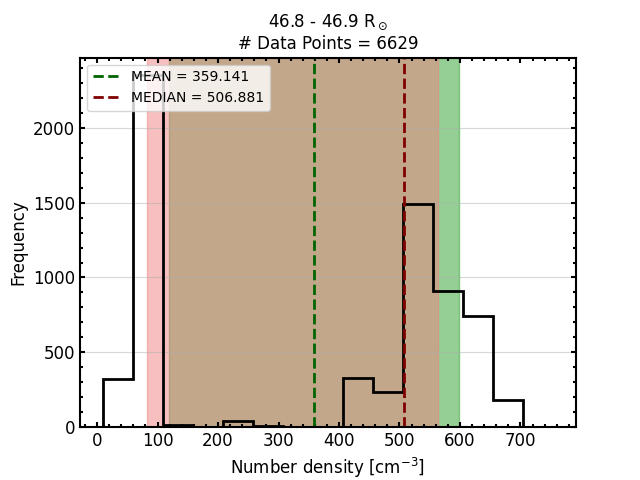 46.8 - 46.9 R⊙
# Data Points = 6629
MEAN = 359.141
MEDIAN = 506.881
2000
1500
1000
500
0
Frequency
0 100 200 300 400 500 600 700
Number density [cm⁻³]